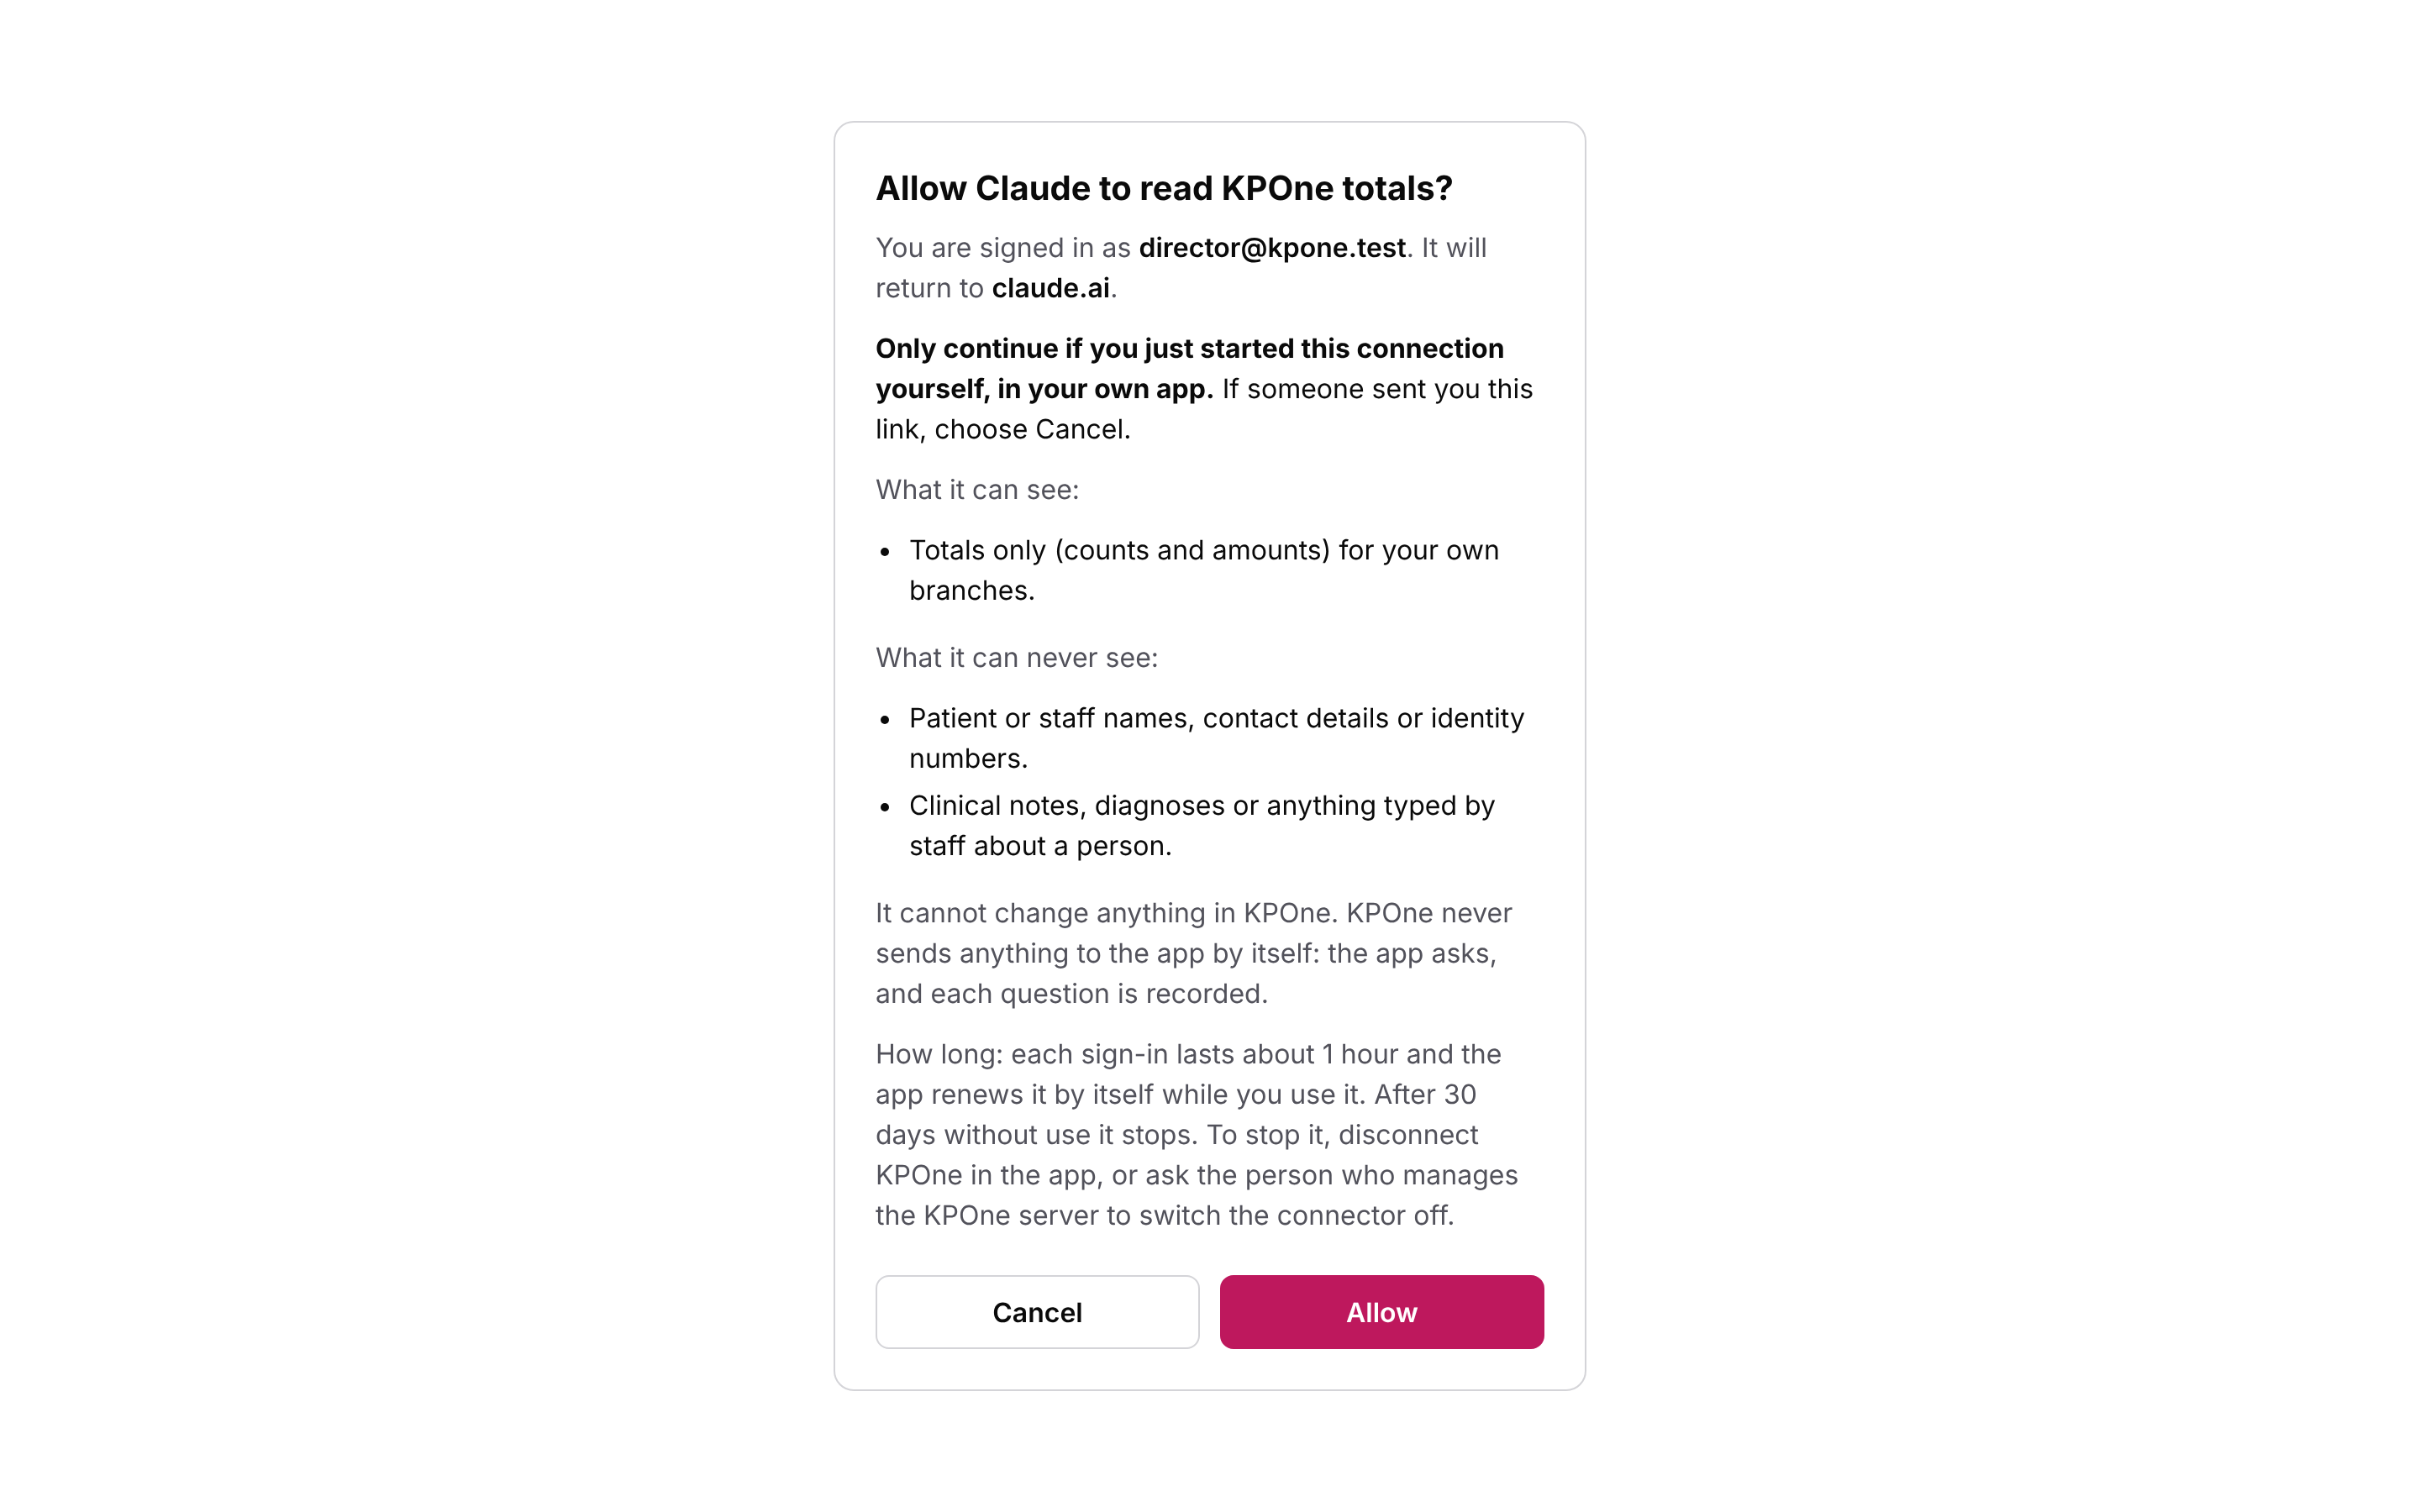 Allow Claude to read KPOne totals?
You are signed in as director@kpone.test. It will
return to claude.ai.
Only continue if you just started this connection
yourself, in your own app. If someone sent you this
link, choose Cancel.
What it can see:
• Totals only (counts and amounts) for your own
branches.
What it can never see:
• Patient or staff names, contact details or identity
numbers.
• Clinical notes, diagnoses or anything typed by
staff about a person.
It cannot change anything in KPOne. KPOne never
sends anything to the app by itself: the app asks,
and each question is recorded.
How long: each sign-in lasts about 1 hour and the
app renews it by itself while you use it. After 30
days without use it stops. To stop it, disconnect
KPOne in the app, or ask the person who manages
the KPOne server to switch the connector off.
Cancel
Allow